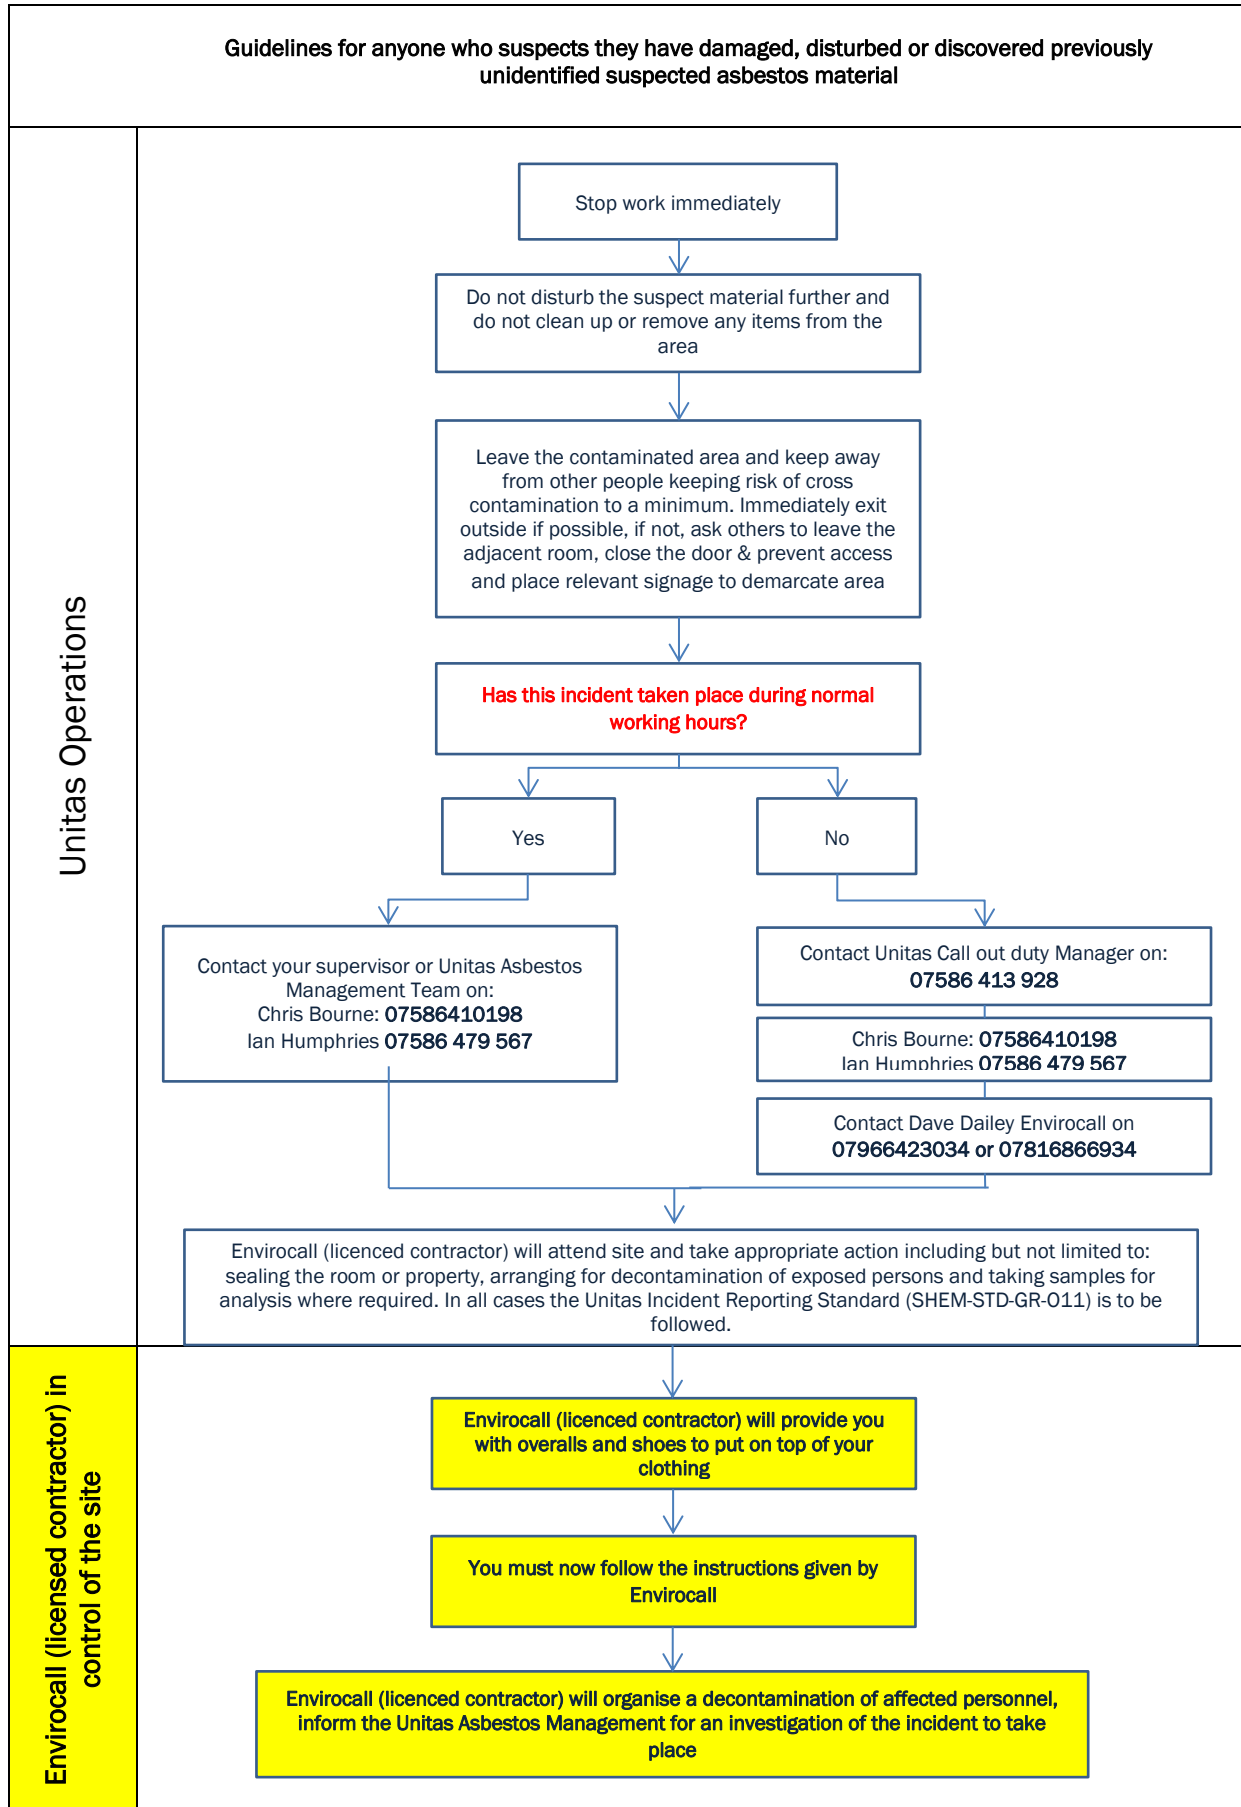 Guidelines for anyone who suspects they have damaged, disturbed or discovered previously
unidentified suspected asbestos material
Unitas Operations
Stop work immediately
Do not disturb the suspect material further and
do not clean up or remove any items from the
area
Leave the contaminated area and keep away
from other people keeping risk of cross
contamination to a minimum. Immediately exit
outside if possible, if not, ask others to leave the
adjacent room, close the door & prevent access
and place relevant signage to demarcate area
Has this incident taken place during normal
working hours?
Yes
No
Contact your supervisor or Unitas Asbestos
Management Team on:
Chris Bourne: 07586410198
Ian Humphries 07586 479 567
Contact Unitas Call out duty Manager on:
07586 413 928
Chris Bourne: 07586410198
Ian Humphries 07586 479 567
Contact Dave Dailey Envirocall on
07966423034 or 07816866934
Envirocall (licenced contractor) will attend site and take appropriate action including but not limited to:
sealing the room or property, arranging for decontamination of exposed persons and taking samples for
analysis where required. In all cases the Unitas Incident Reporting Standard (SHEM-STD-GR-011) is to be
followed.
Envirocall (licensed contractor) in
control of the site
Envirocall (licenced contractor) will provide you
with overalls and shoes to put on top of your
clothing
You must now follow the instructions given by
Envirocall
Envirocall (licenced contractor) will organise a decontamination of affected personnel,
inform the Unitas Asbestos Management for an investigation of the incident to take
place